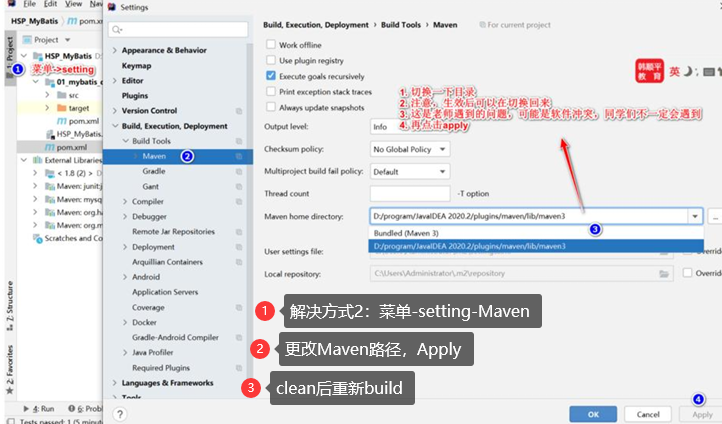 File Edit View Navigate
Settings
HSP_MyBatis pom.xml
Project
HSP_MyBatis
菜单->setting
01_mybatis
src
target
pom.xml
HSP_MyBatis.
pom.xml
External Libraries
< 1.8 (2) >
Maven: junit:j
Maven: mysq
Maven: org.ha
Maven: org.m
Scratches and Co
1: Project
7: Structure
2: Favorites
4: Run 6: Probl
Tests passed: 1 (5 minute
Appearance & Behavior
Keymap
Editor
Plugins
Version Control
Build, Execution, Deployment
Build Tools
Maven
2
Gradle
Gant
Compiler
Debugger
Remote Jar Repositories
Deployment
Arquillian Containers
Android
Application Servers
Coverage
Docker
Gradle-Android Compiler
Java Profiler
Required Plugins
Languages & Frameworks
Tools
Build, Execution, Deployment › Build Tools › Maven For current project
Work offline
Use plugin registry
Execute goals recursively
Print exception stack traces
Always update snapshots
韩顺平
教育
英
1. 切换一下目录
2. 注意,生效后可以在切换回来
3. 这是老师遇到的问题,可能是软件冲突,同学们不一定会遇到
4. 再点击apply
Output level: Info
Checksum policy: No Global Policy
Multiproject build fail policy: Default
Thread count -T option
Maven home directory: D:/program/JavaIDEA 2020.2/plugins/maven/lib/maven3 ...
Bundled (Maven 3)
3
D:/program/JavaIDEA 2020.2/plugins/maven/lib/maven3
User settings file: Overrid
Local repository: C:\Users\Administrator\.m2\repository Overrid
1 解决方式2:菜单-setting-Maven
2 更改Maven路径,Apply
3 clean后重新build
4
? OK Cancel Apply